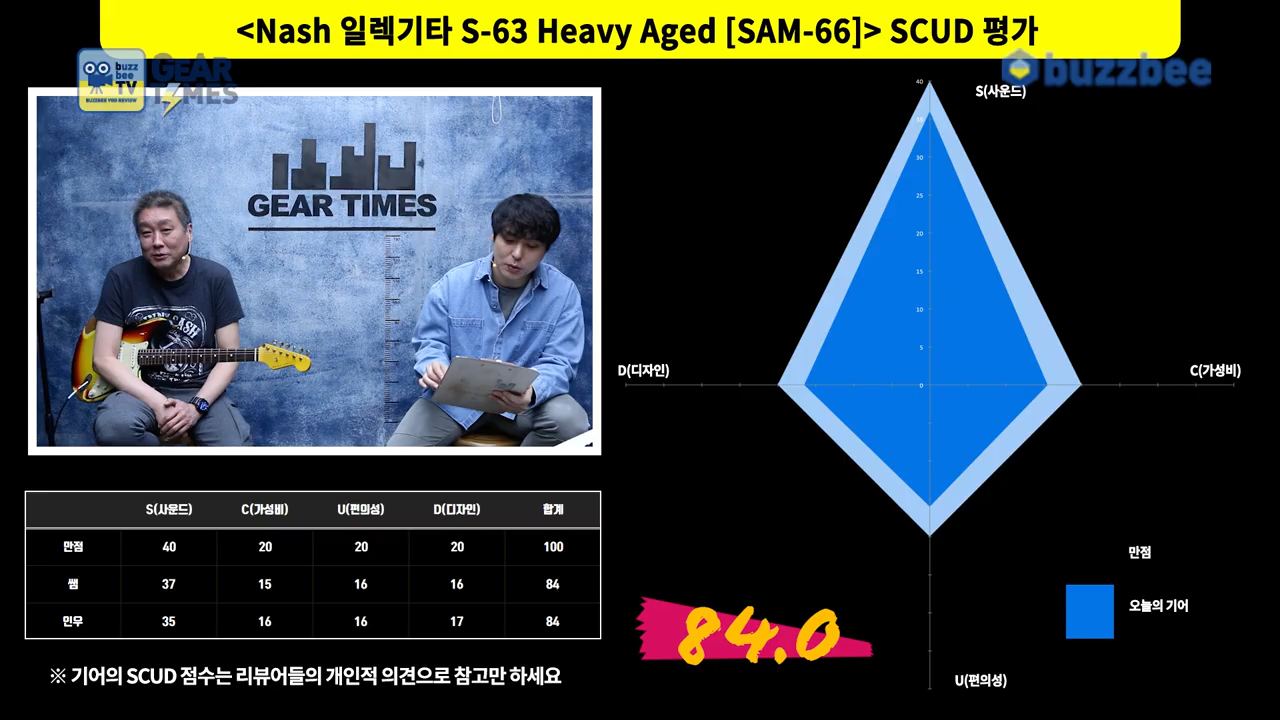 <Nash 일렉기타 S-63 Heavy Aged [SAM-66]> SCUD 평가
buzz
bee
TV
BUZZBEE VOD REVIEW
GEAR
TIMES
buzzbee
GEAR TIMES
S(사운드)
40
35
30
25
20
15
10
5
0
D(디자인)
C(가성비)
U(편의성)
만점
오늘의 기어
S(사운드) C(가성비) U(편의성) D(디자인) 합계
만점 40 20 20 20 100
쌤 37 15 16 16 84
민우 35 16 16 17 84
84.0
※ 기어의 SCUD 점수는 리뷰어들의 개인적 의견으로 참고만 하세요